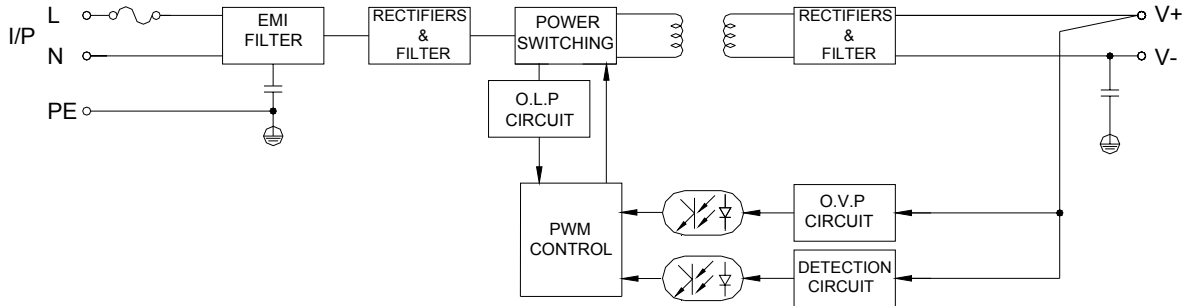 I/P
L
N
PE
EMI
FILTER
RECTIFIERS
&
FILTER
POWER
SWITCHING
RECTIFIERS
&
FILTER
V+
V-
O.L.P
CIRCUIT
PWM
CONTROL
O.V.P
CIRCUIT
DETECTION
CIRCUIT